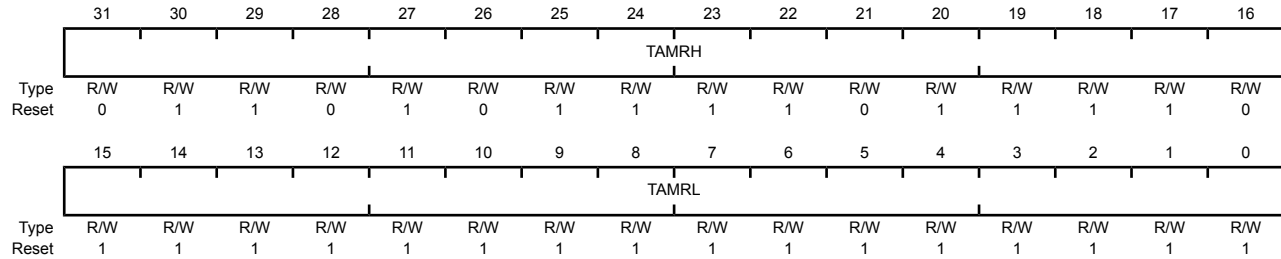 31 30 29 28 27 26 25 24 23 22 21 20 19 18 17 16
TAMRH
Type R/W R/W R/W R/W R/W R/W R/W R/W R/W R/W R/W R/W R/W R/W R/W R/W
Reset 0 1 1 0 1 0 1 1 1 1 0 1 1 1 1 0
15 14 13 12 11 10 9 8 7 6 5 4 3 2 1 0
TAMRL
Type R/W R/W R/W R/W R/W R/W R/W R/W R/W R/W R/W R/W R/W R/W R/W R/W
Reset 1 1 1 1 1 1 1 1 1 1 1 1 1 1 1 1